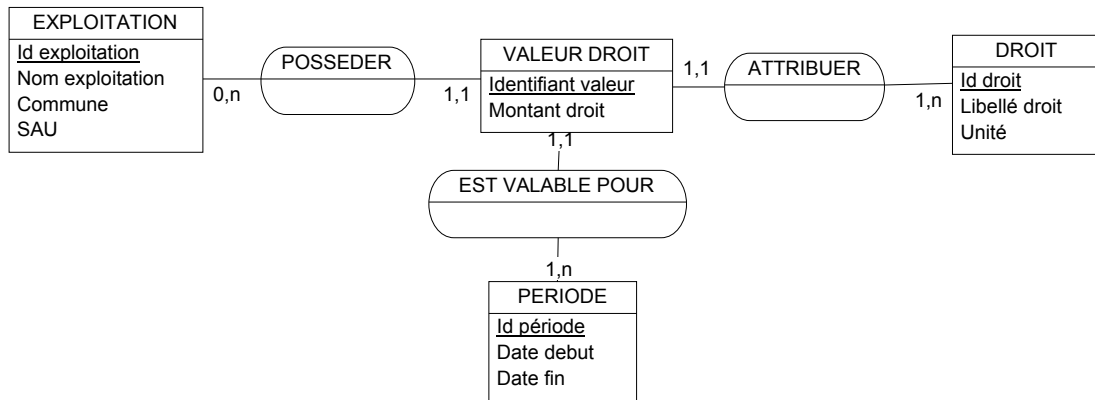 EXPLOITATION
Id exploitation
Nom exploitation
Commune
SAU
0,n
POSSEDER
1,1
VALEUR DROIT
Identifiant valeur
Montant droit
1,1
ATTRIBUER
1,n
DROIT
Id droit
Libellé droit
Unité
1,1
EST VALABLE POUR
1,n
PERIODE
Id période
Date debut
Date fin